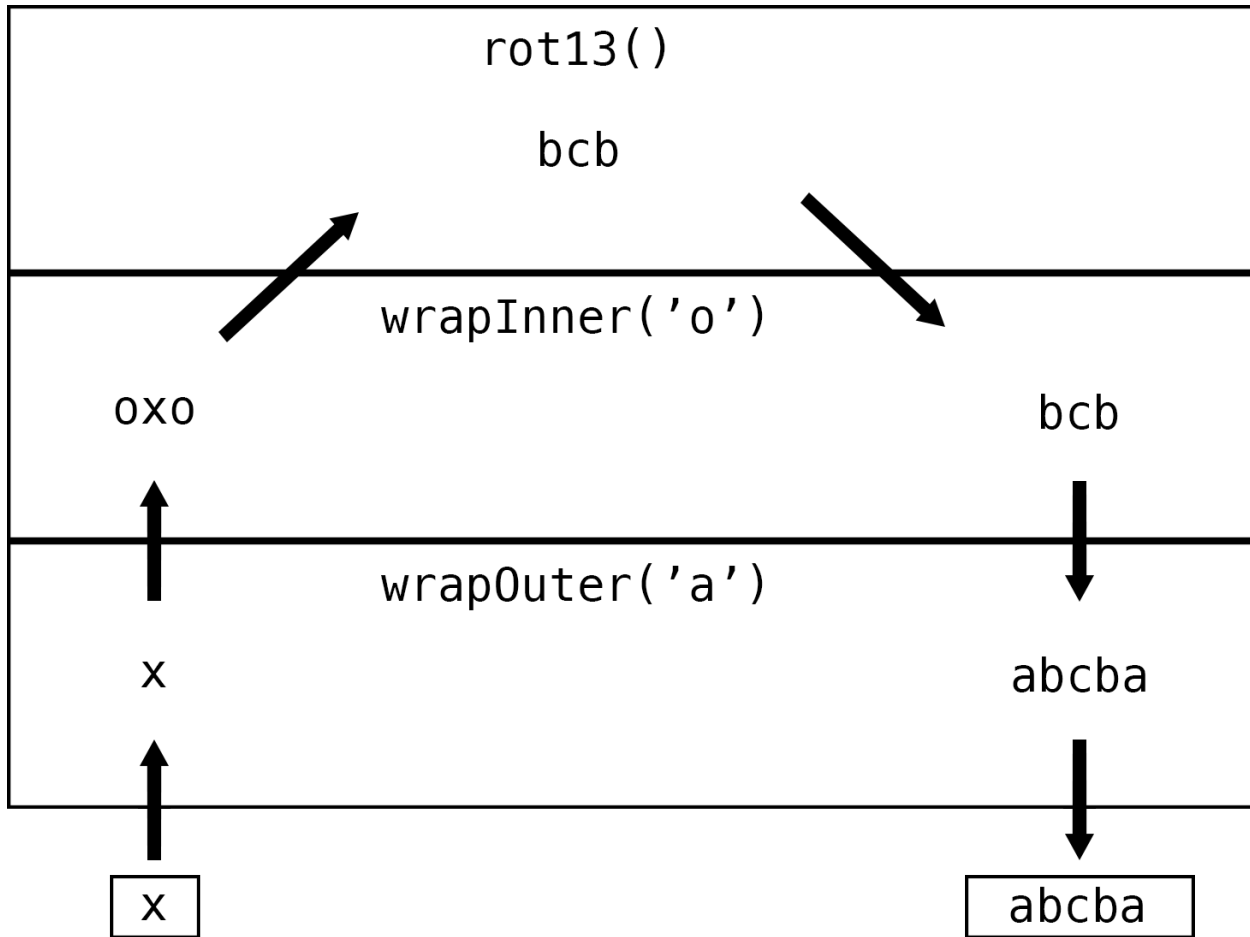 rot13()
bcb
wrapInner(’o’)
oxo
bcb
wrapOuter(’a’)
x
abcba
x
abcba